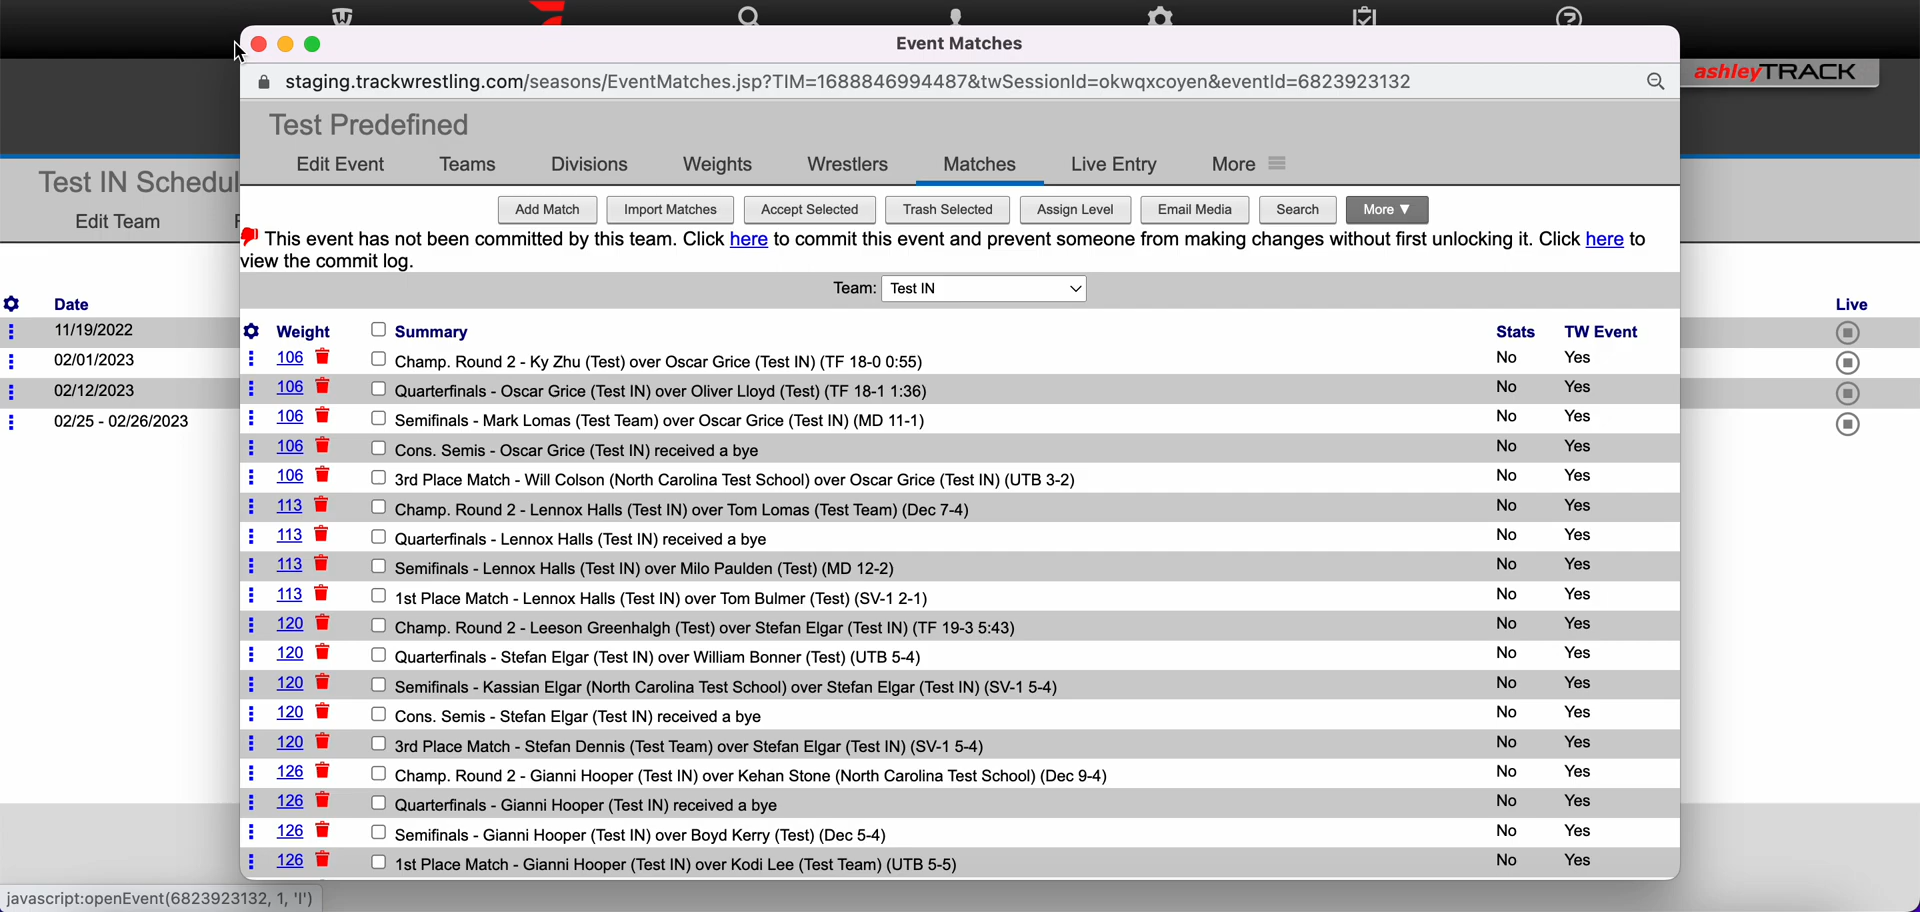 Event Matches
staging.trackwrestling.com/seasons/EventMatches.jsp?TIM=1688846994487&twSessionId=okwqxcoyen&eventId=6823923132
ashleyTRACK
Test Predefined
Edit Event Teams Divisions Weights Wrestlers Matches Live Entry More
Test IN Schedul
Edit Team
Add Match Import Matches Accept Selected Trash Selected Assign Level Email Media Search More ▼
This event has not been committed by this team. Click here to commit this event and prevent someone from making changes without first unlocking it. Click here to
view the commit log.
Team: Test IN
Date
11/19/2022
02/01/2023
02/12/2023
02/25 - 02/26/2023
Live
Weight Summary Stats TW Event
106 Champ. Round 2 - Ky Zhu (Test) over Oscar Grice (Test IN) (TF 18-0 0:55) No Yes
106 Quarterfinals - Oscar Grice (Test IN) over Oliver Lloyd (Test) (TF 18-1 1:36) No Yes
106 Semifinals - Mark Lomas (Test Team) over Oscar Grice (Test IN) (MD 11-1) No Yes
106 Cons. Semis - Oscar Grice (Test IN) received a bye No Yes
106 3rd Place Match - Will Colson (North Carolina Test School) over Oscar Grice (Test IN) (UTB 3-2) No Yes
113 Champ. Round 2 - Lennox Halls (Test IN) over Tom Lomas (Test Team) (Dec 7-4) No Yes
113 Quarterfinals - Lennox Halls (Test IN) received a bye No Yes
113 Semifinals - Lennox Halls (Test IN) over Milo Paulden (Test) (MD 12-2) No Yes
113 1st Place Match - Lennox Halls (Test IN) over Tom Bulmer (Test) (SV-1 2-1) No Yes
120 Champ. Round 2 - Leeson Greenhalgh (Test) over Stefan Elgar (Test IN) (TF 19-3 5:43) No Yes
120 Quarterfinals - Stefan Elgar (Test IN) over William Bonner (Test) (UTB 5-4) No Yes
120 Semifinals - Kassian Elgar (North Carolina Test School) over Stefan Elgar (Test IN) (SV-1 5-4) No Yes
120 Cons. Semis - Stefan Elgar (Test IN) received a bye No Yes
120 3rd Place Match - Stefan Dennis (Test Team) over Stefan Elgar (Test IN) (SV-1 5-4) No Yes
126 Champ. Round 2 - Gianni Hooper (Test IN) over Kehan Stone (North Carolina Test School) (Dec 9-4) No Yes
126 Quarterfinals - Gianni Hooper (Test IN) received a bye No Yes
126 Semifinals - Gianni Hooper (Test IN) over Boyd Kerry (Test) (Dec 5-4) No Yes
126 1st Place Match - Gianni Hooper (Test IN) over Kodi Lee (Test Team) (UTB 5-5) No Yes
javascript:openEvent(6823923132, 1, 'I')